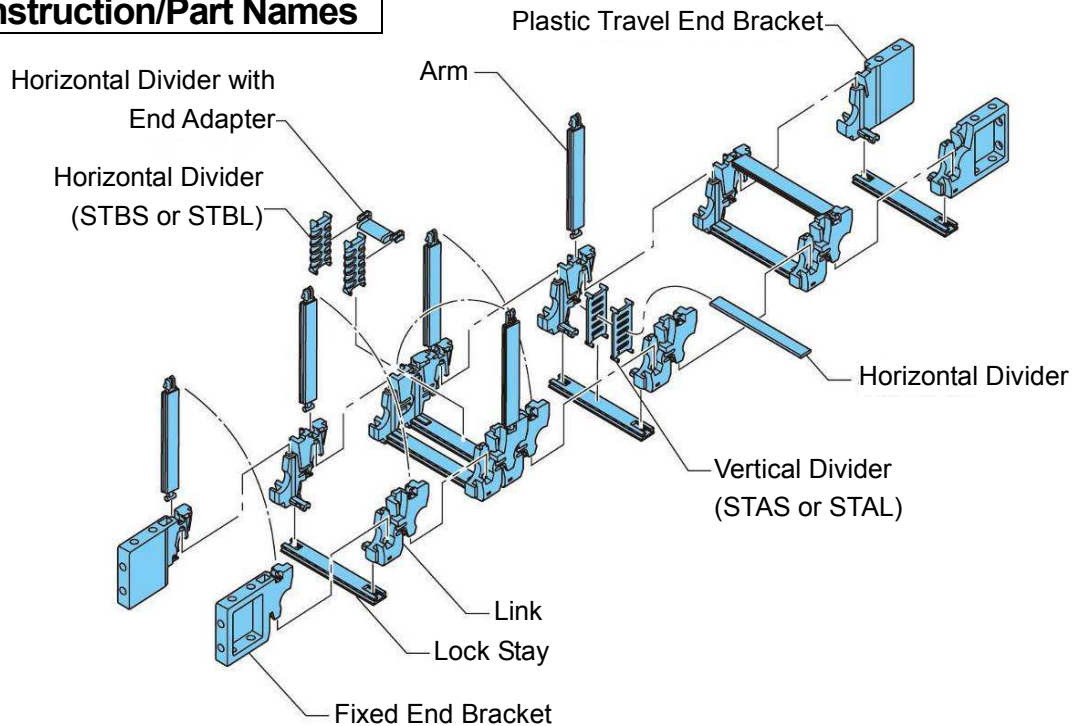 nstruction/Part Names
Plastic Travel End Bracket
Horizontal Divider with
End Adapter
Arm
Horizontal Divider
(STBS or STBL)
Horizontal Divider
Vertical Divider
(STAS or STAL)
Link
Lock Stay
Fixed End Bracket